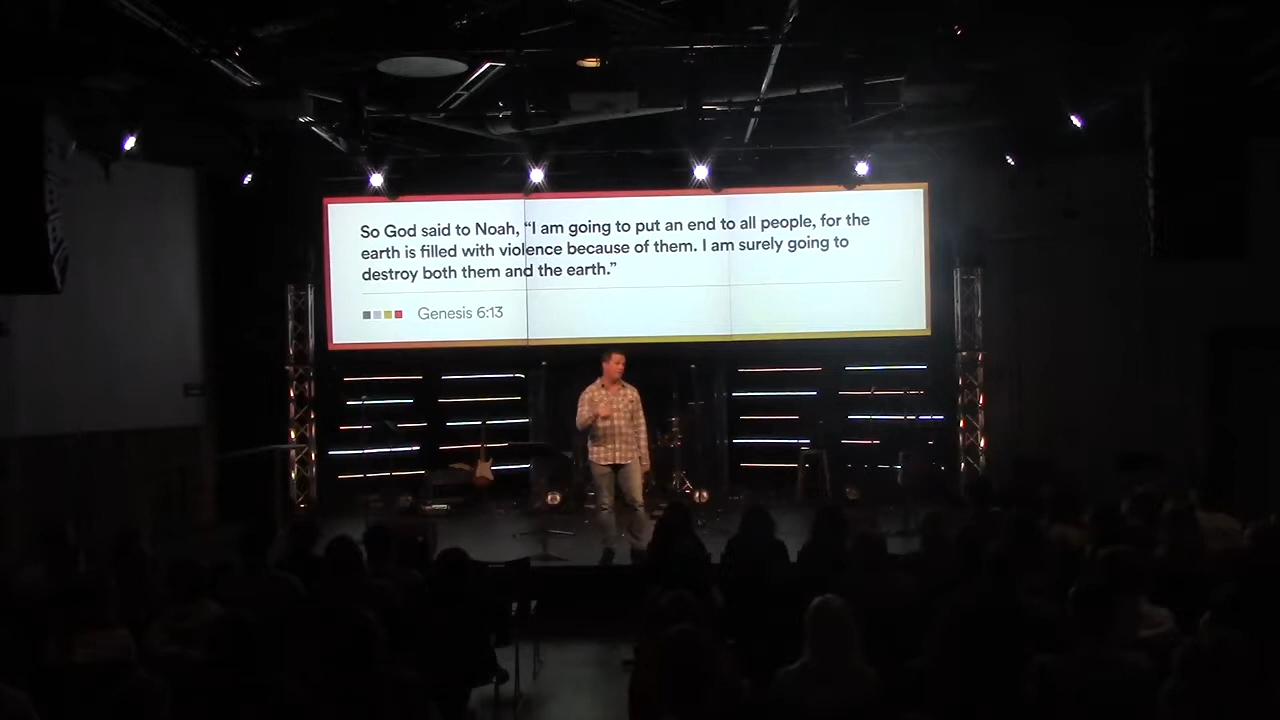 So God said to Noah, “I am going to put an end to all people, for the
earth is filled with violence because of them. I am surely going to
destroy both them and the earth.”
Genesis 6:13